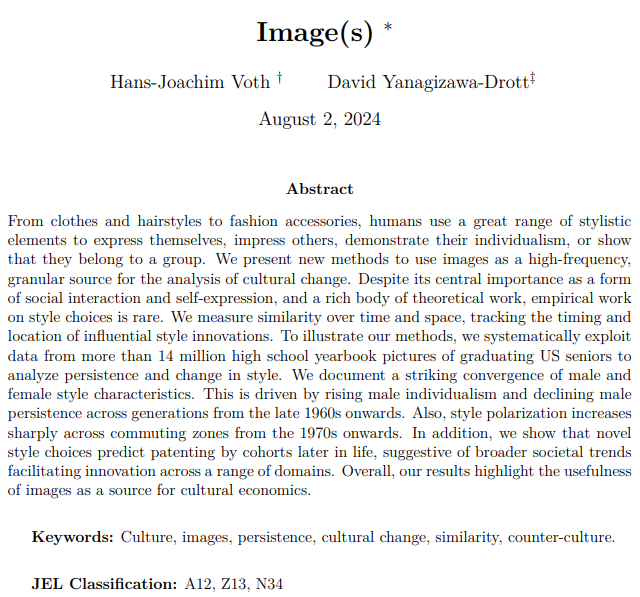 Image(s) *
Hans-Joachim Voth † David Yanagizawa-Drott‡
August 2, 2024
Abstract
From clothes and hairstyles to fashion accessories, humans use a great range of stylistic
elements to express themselves, impress others, demonstrate their individualism, or show
that they belong to a group. We present new methods to use images as a high-frequency,
granular source for the analysis of cultural change. Despite its central importance as a form
of social interaction and self-expression, and a rich body of theoretical work, empirical work
on style choices is rare. We measure similarity over time and space, tracking the timing and
location of influential style innovations. To illustrate our methods, we systematically exploit
data from more than 14 million high school yearbook pictures of graduating US seniors to
analyze persistence and change in style. We document a striking convergence of male and
female style characteristics. This is driven by rising male individualism and declining male
persistence across generations from the late 1960s onwards. Also, style polarization increases
sharply across commuting zones from the 1970s onwards. In addition, we show that novel
style choices predict patenting by cohorts later in life, suggestive of broader societal trends
facilitating innovation across a range of domains. Overall, our results highlight the usefulness
of images as a source for cultural economics.
Keywords: Culture, images, persistence, cultural change, similarity, counter-culture.
JEL Classification: A12, Z13, N34